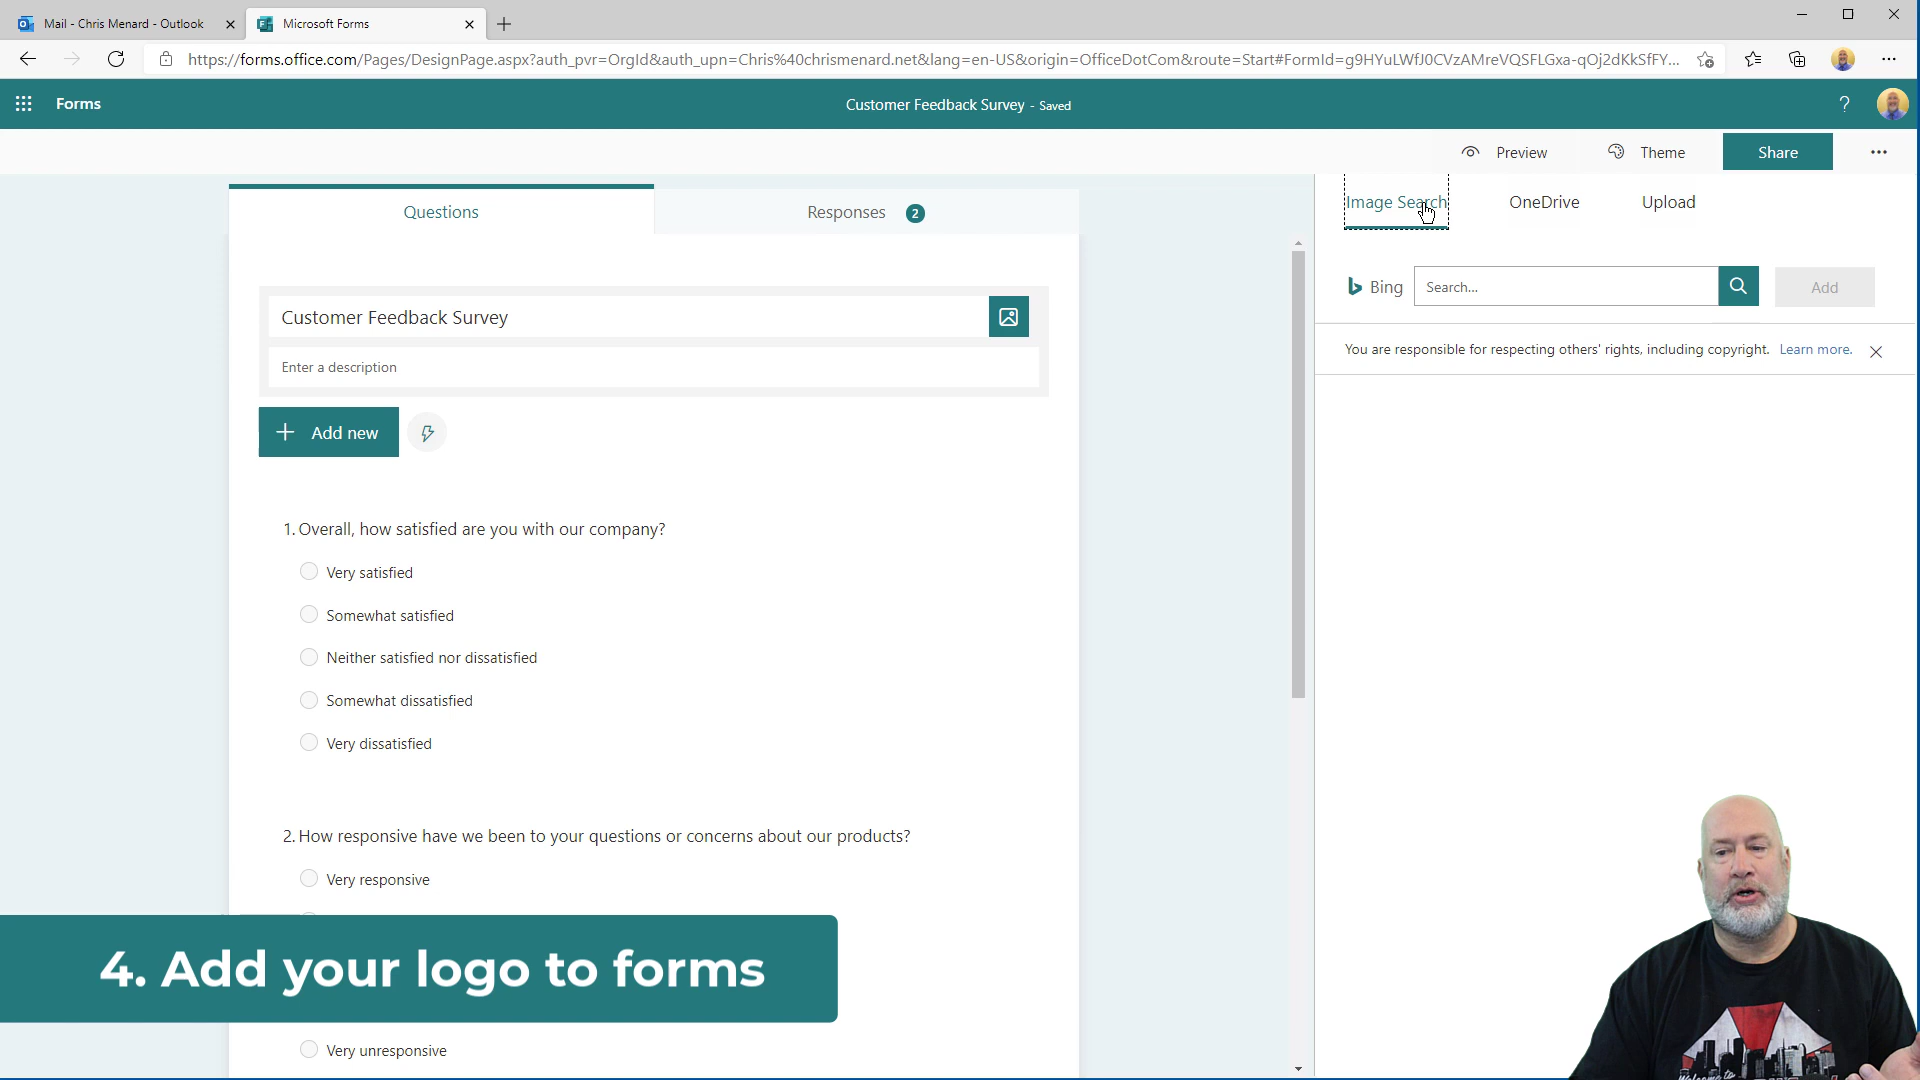 Mail - Chris Menard - Outlook
Microsoft Forms
https://forms.office.com/Pages/DesignPage.aspx?auth_pvr=OrgId&auth_upn=Chris%40chrismenard.net&lang=en-US&origin=OfficeDotCom&route=Start#FormId=g9HYuLWfJ0CVzAMreVQSFLGxa-qOj2dKkSfFY...
Forms
Customer Feedback Survey - Saved
?
Preview
Theme
Share
Questions
Responses 2
Image Search
OneDrive
Upload
Bing
Search...
Add
You are responsible for respecting others' rights, including copyright. Learn more.
Customer Feedback Survey
Enter a description
Add new
1. Overall, how satisfied are you with our company?
Very satisfied
Somewhat satisfied
Neither satisfied nor dissatisfied
Somewhat dissatisfied
Very dissatisfied
2. How responsive have we been to your questions or concerns about our products?
Very responsive
4. Add your logo to forms
Very unresponsive
Welcome to